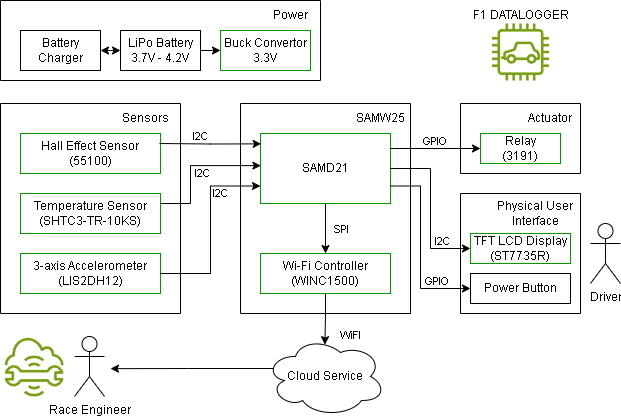 Power
F1 DATALOGGER
Battery
Charger
LiPo Battery
3.7V - 4.2V
Buck Convertor
3.3V
Sensors
SAMW25
Actuator
Hall Effect Sensor
(55100)
I2C
SAMD21
GPIO
Relay
(3191)
Temperature Sensor
(SHTC3-TR-10KS)
I2C
I2C
Physical User
Interface
SPI
I2C
TFT LCD Display
(ST7735R)
3-axis Accelerometer
(LIS2DH12)
Wi-Fi Controller
(WINC1500)
GPIO
Power Button
Driver
WiFI
Cloud Service
Race Engineer